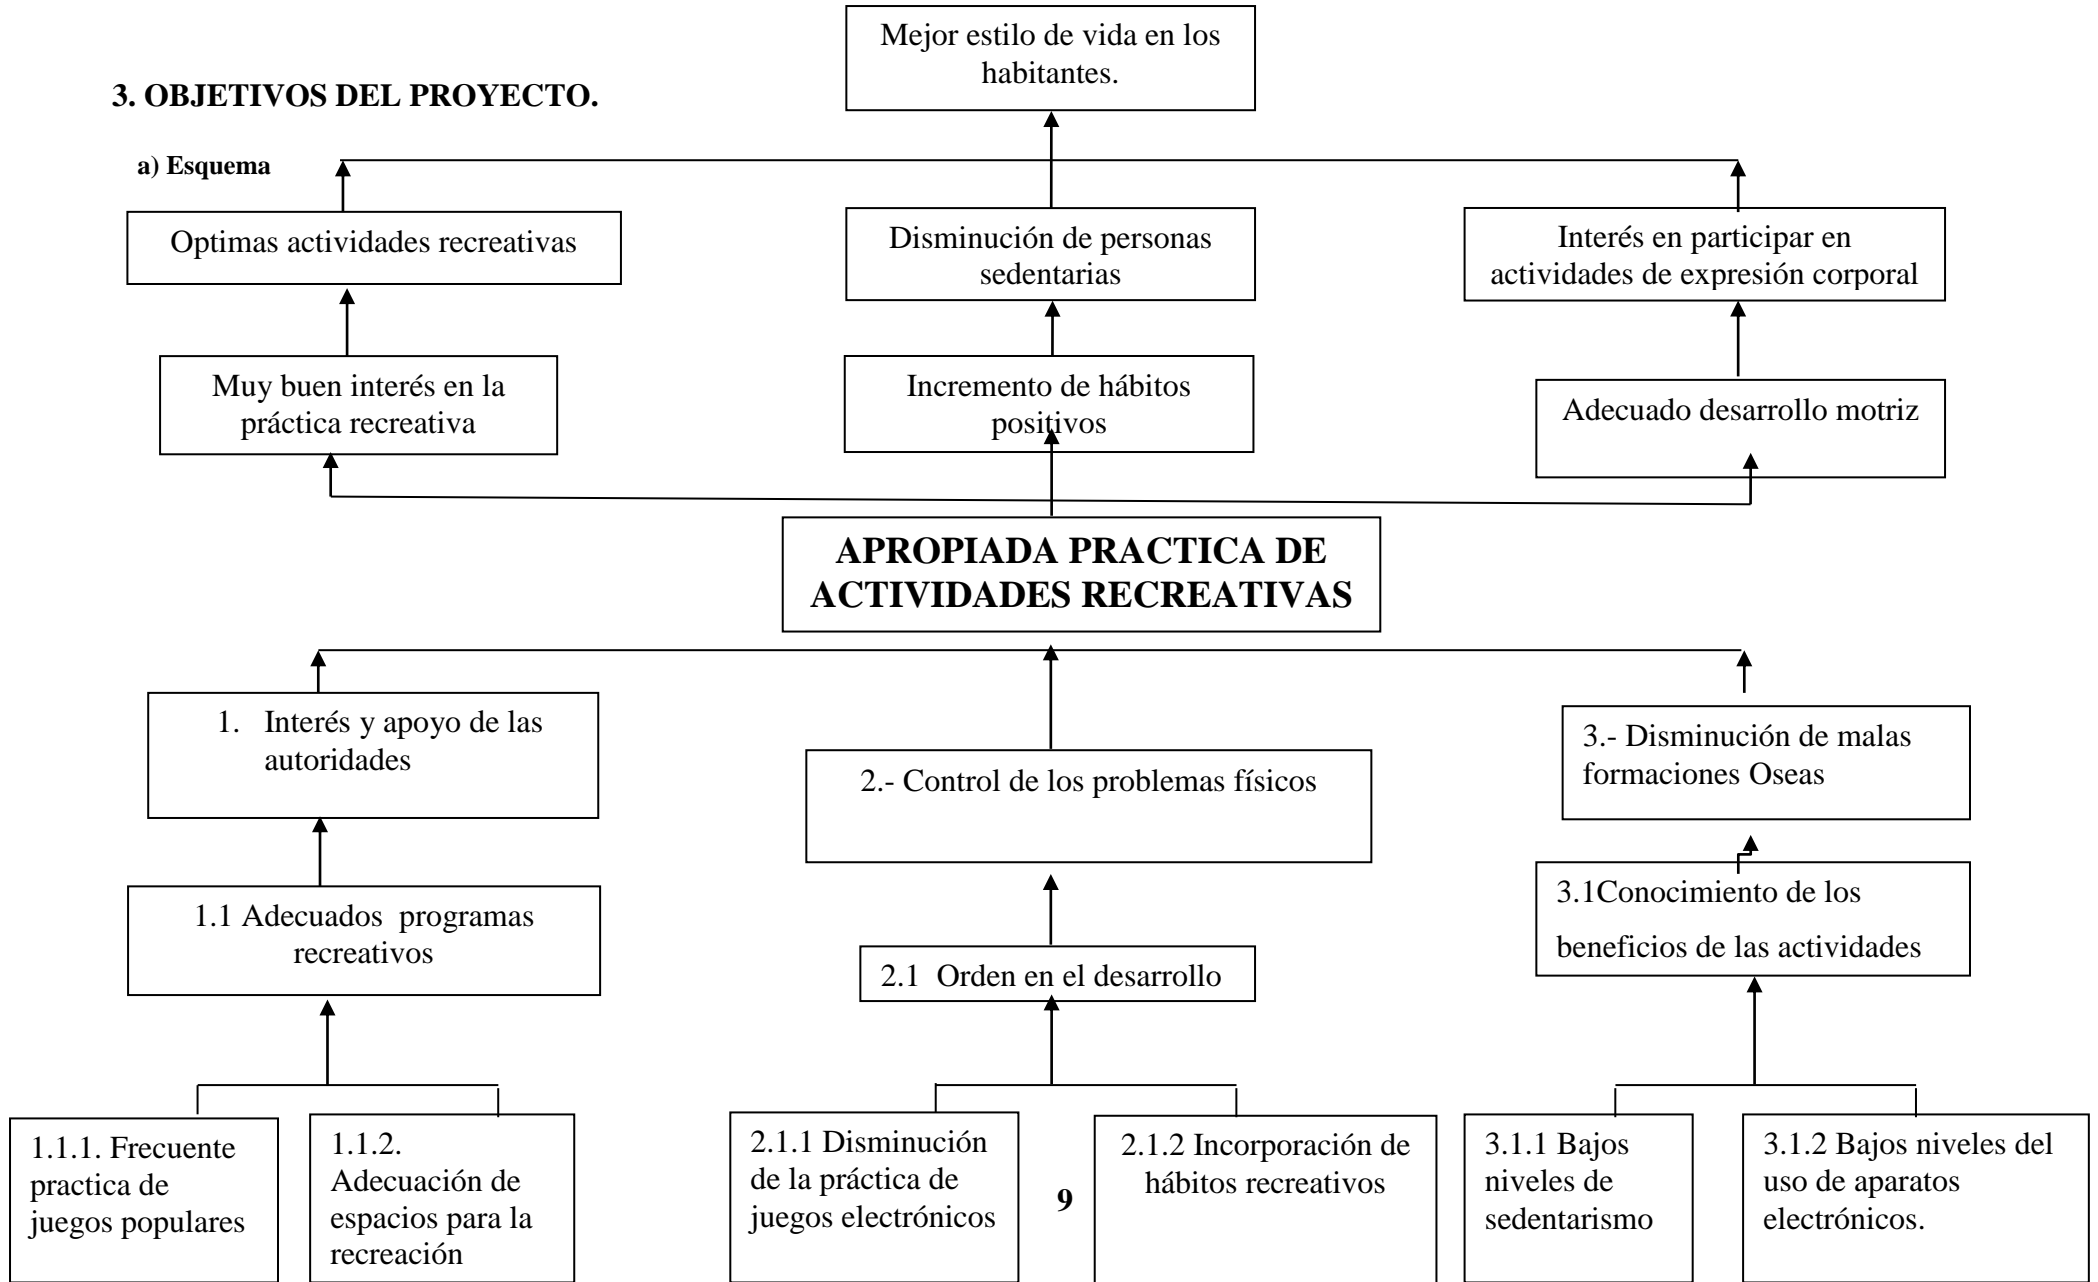 Mejor estilo de vida en los
habitantes.
3. OBJETIVOS DEL PROYECTO.
a) Esquema
Optimas actividades recreativas
Disminución de personas
sedentarias
Interés en participar en
actividades de expresión corporal
Muy buen interés en la
práctica recreativa
Incremento de hábitos
positivos
Adecuado desarrollo motriz
APROPIADA PRACTICA DE
ACTIVIDADES RECREATIVAS
1. Interés y apoyo de las
autoridades
2.- Control de los problemas físicos
3.- Disminución de malas
formaciones Oseas
1.1 Adecuados programas
recreativos
2.1 Orden en el desarrollo
3.1Conocimiento de los
beneficios de las actividades
1.1.1. Frecuente
practica de
juegos populares
1.1.2.
Adecuación de
espacios para la
recreación
2.1.1 Disminución
de la práctica de
juegos electrónicos
9
2.1.2 Incorporación de
hábitos recreativos
3.1.1 Bajos
niveles de
sedentarismo
3.1.2 Bajos niveles del
uso de aparatos
electrónicos.